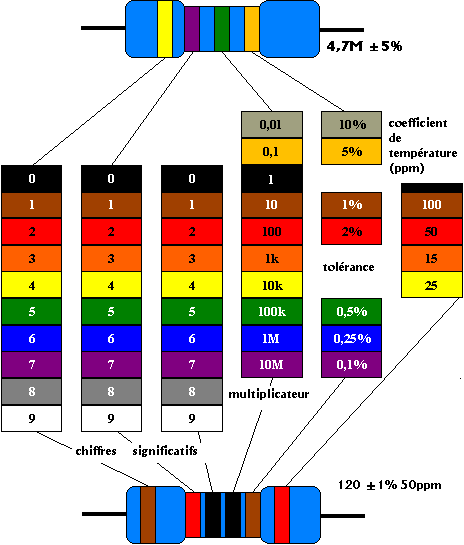 4,7M ± 5%
0,01 10% coefficient
0,1 5% de
température
(ppm)
0 0 0 1
1 1 1 10 1% 100
2 2 2 100 2% 50
3 3 3 1k tolérance 15
4 4 4 10k 25
5 5 5 100k 0,5%
6 6 6 1M 0,25%
7 7 7 10M 0,1%
8 8 8 multiplicateur
9 9 9
chiffres significatifs
120 ± 1% 50ppm